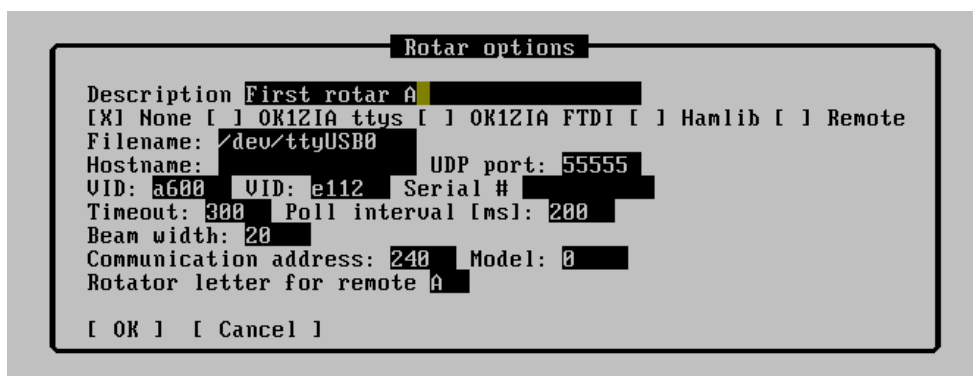 Rotar options
Description First rotar A
[X] None [ ] OK1ZIA ttys [ ] OK1ZIA FTDI [ ] Hamlib [ ] Remote
Filename: /dev/ttyUSB0
Hostname: UDP port: 55555
VID: a600 VID: e112 Serial #
Timeout: 300 Poll interval [ms]: 200
Beam width: 20
Communication address: 240 Model: 0
Rotator letter for remote A
[ OK ] [ Cancel ]